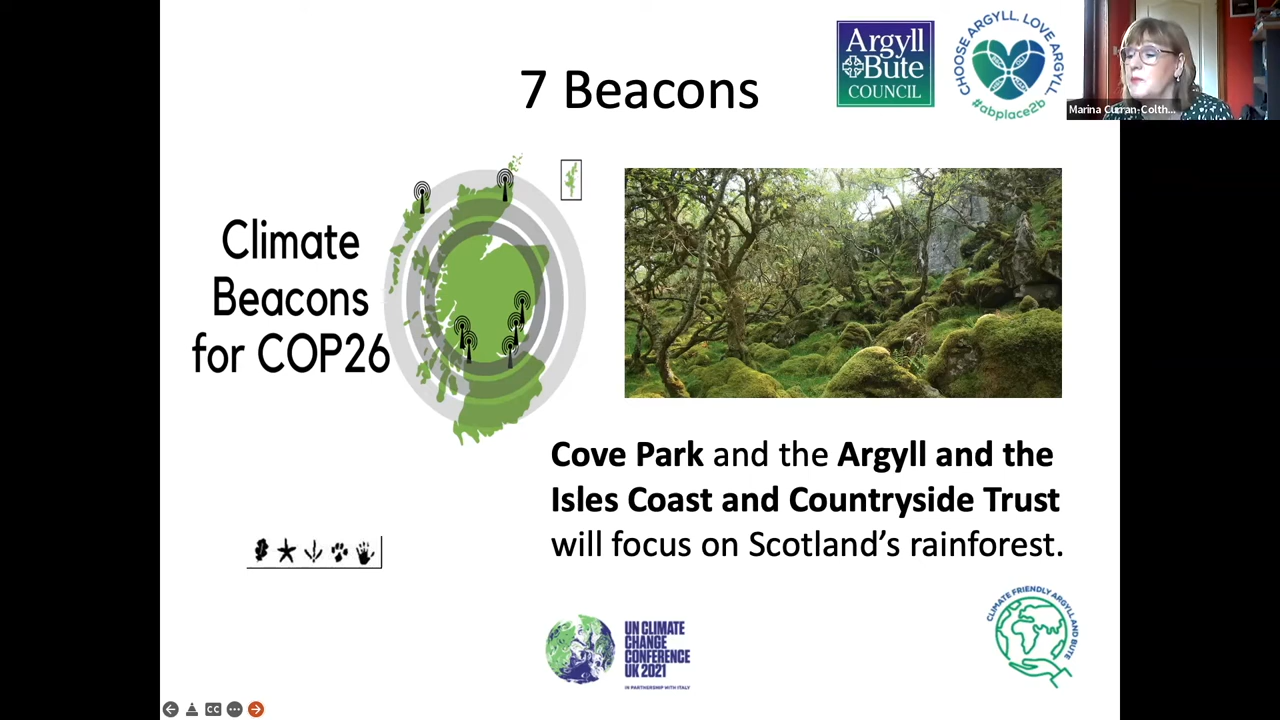 7 Beacons
Argyll
Bute
COUNCIL
CHOOSE ARGYLL. LOVE ARGYLL
#abplace2b
Marina Curran-Colth...
Climate
Beacons
for COP26
Cove Park and the Argyll and the
Isles Coast and Countryside Trust
will focus on Scotland’s rainforest.
UN CLIMATE
CHANGE
CONFERENCE
UK 2021
IN PARTNERSHIP WITH ITALY
CLIMATE FRIENDLY ARGYLL AND BUTE
CC